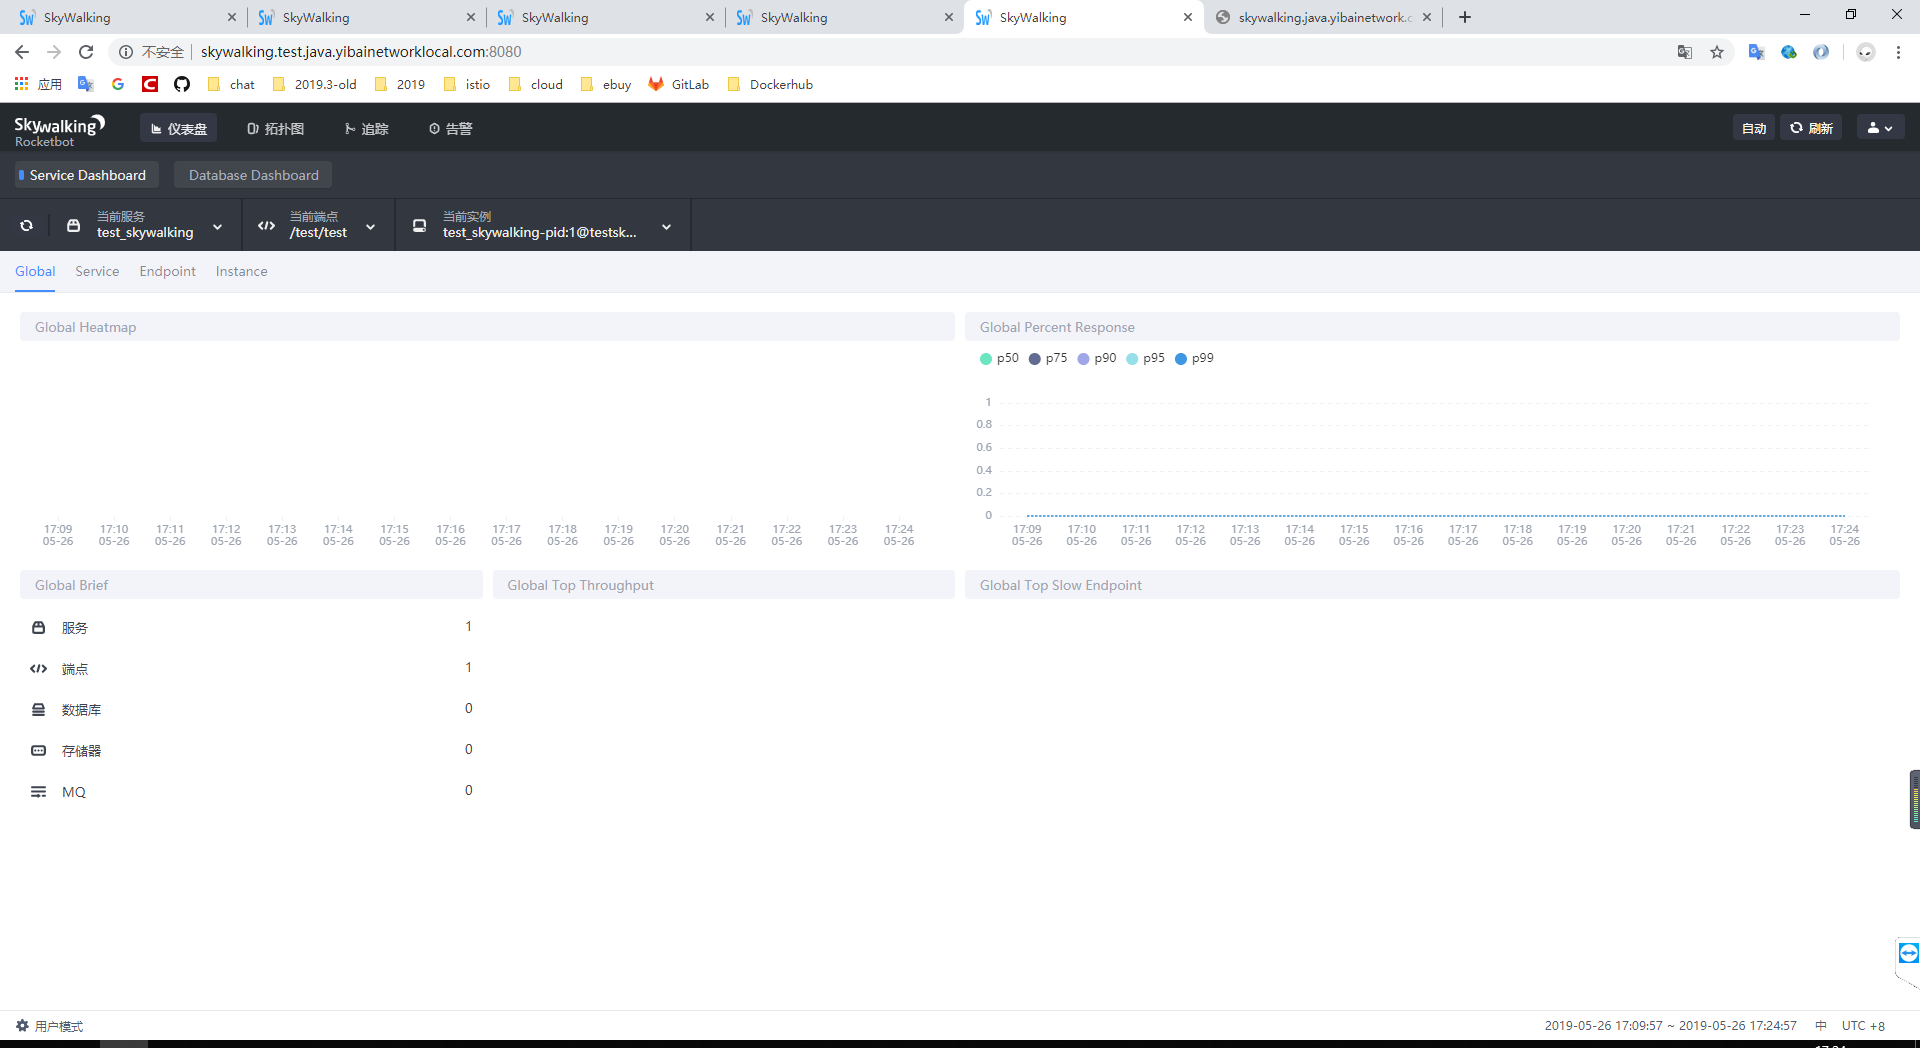 SkyWalking
SkyWalking
SkyWalking
SkyWalking
SkyWalking
skywalking.java.yibainetwork.c
不安全
skywalking.test.java.yibainetworklocal.com:8080
应用
chat
2019.3-old
2019
istio
cloud
ebuy
GitLab
Dockerhub
Skywalking
Rocketbot
仪表盘
拓扑图
追踪
告警
自动
刷新
Service Dashboard
Database Dashboard
当前服务
test_skywalking
当前端点
/test/test
当前实例
test_skywalking-pid:1@testsk...
Global
Service
Endpoint
Instance
Global Heatmap
17:09 17:10 17:11 17:12 17:13 17:14 17:15 17:16 17:17 17:18 17:19 17:20 17:21 17:22 17:23 17:24
05-26 05-26 05-26 05-26 05-26 05-26 05-26 05-26 05-26 05-26 05-26 05-26 05-26 05-26 05-26 05-26
Global Percent Response
p50 p75 p90 p95 p99
1
0.8
0.6
0.4
0.2
0
17:09 17:10 17:11 17:12 17:13 17:14 17:15 17:16 17:17 17:18 17:19 17:20 17:21 17:22 17:23 17:24
05-26 05-26 05-26 05-26 05-26 05-26 05-26 05-26 05-26 05-26 05-26 05-26 05-26 05-26 05-26 05-26
Global Brief
服务 1
端点 1
数据库 0
存储器 0
MQ 0
Global Top Throughput
Global Top Slow Endpoint
用户模式
2019-05-26 17:09:57 ~ 2019-05-26 17:24:57
中
UTC +8